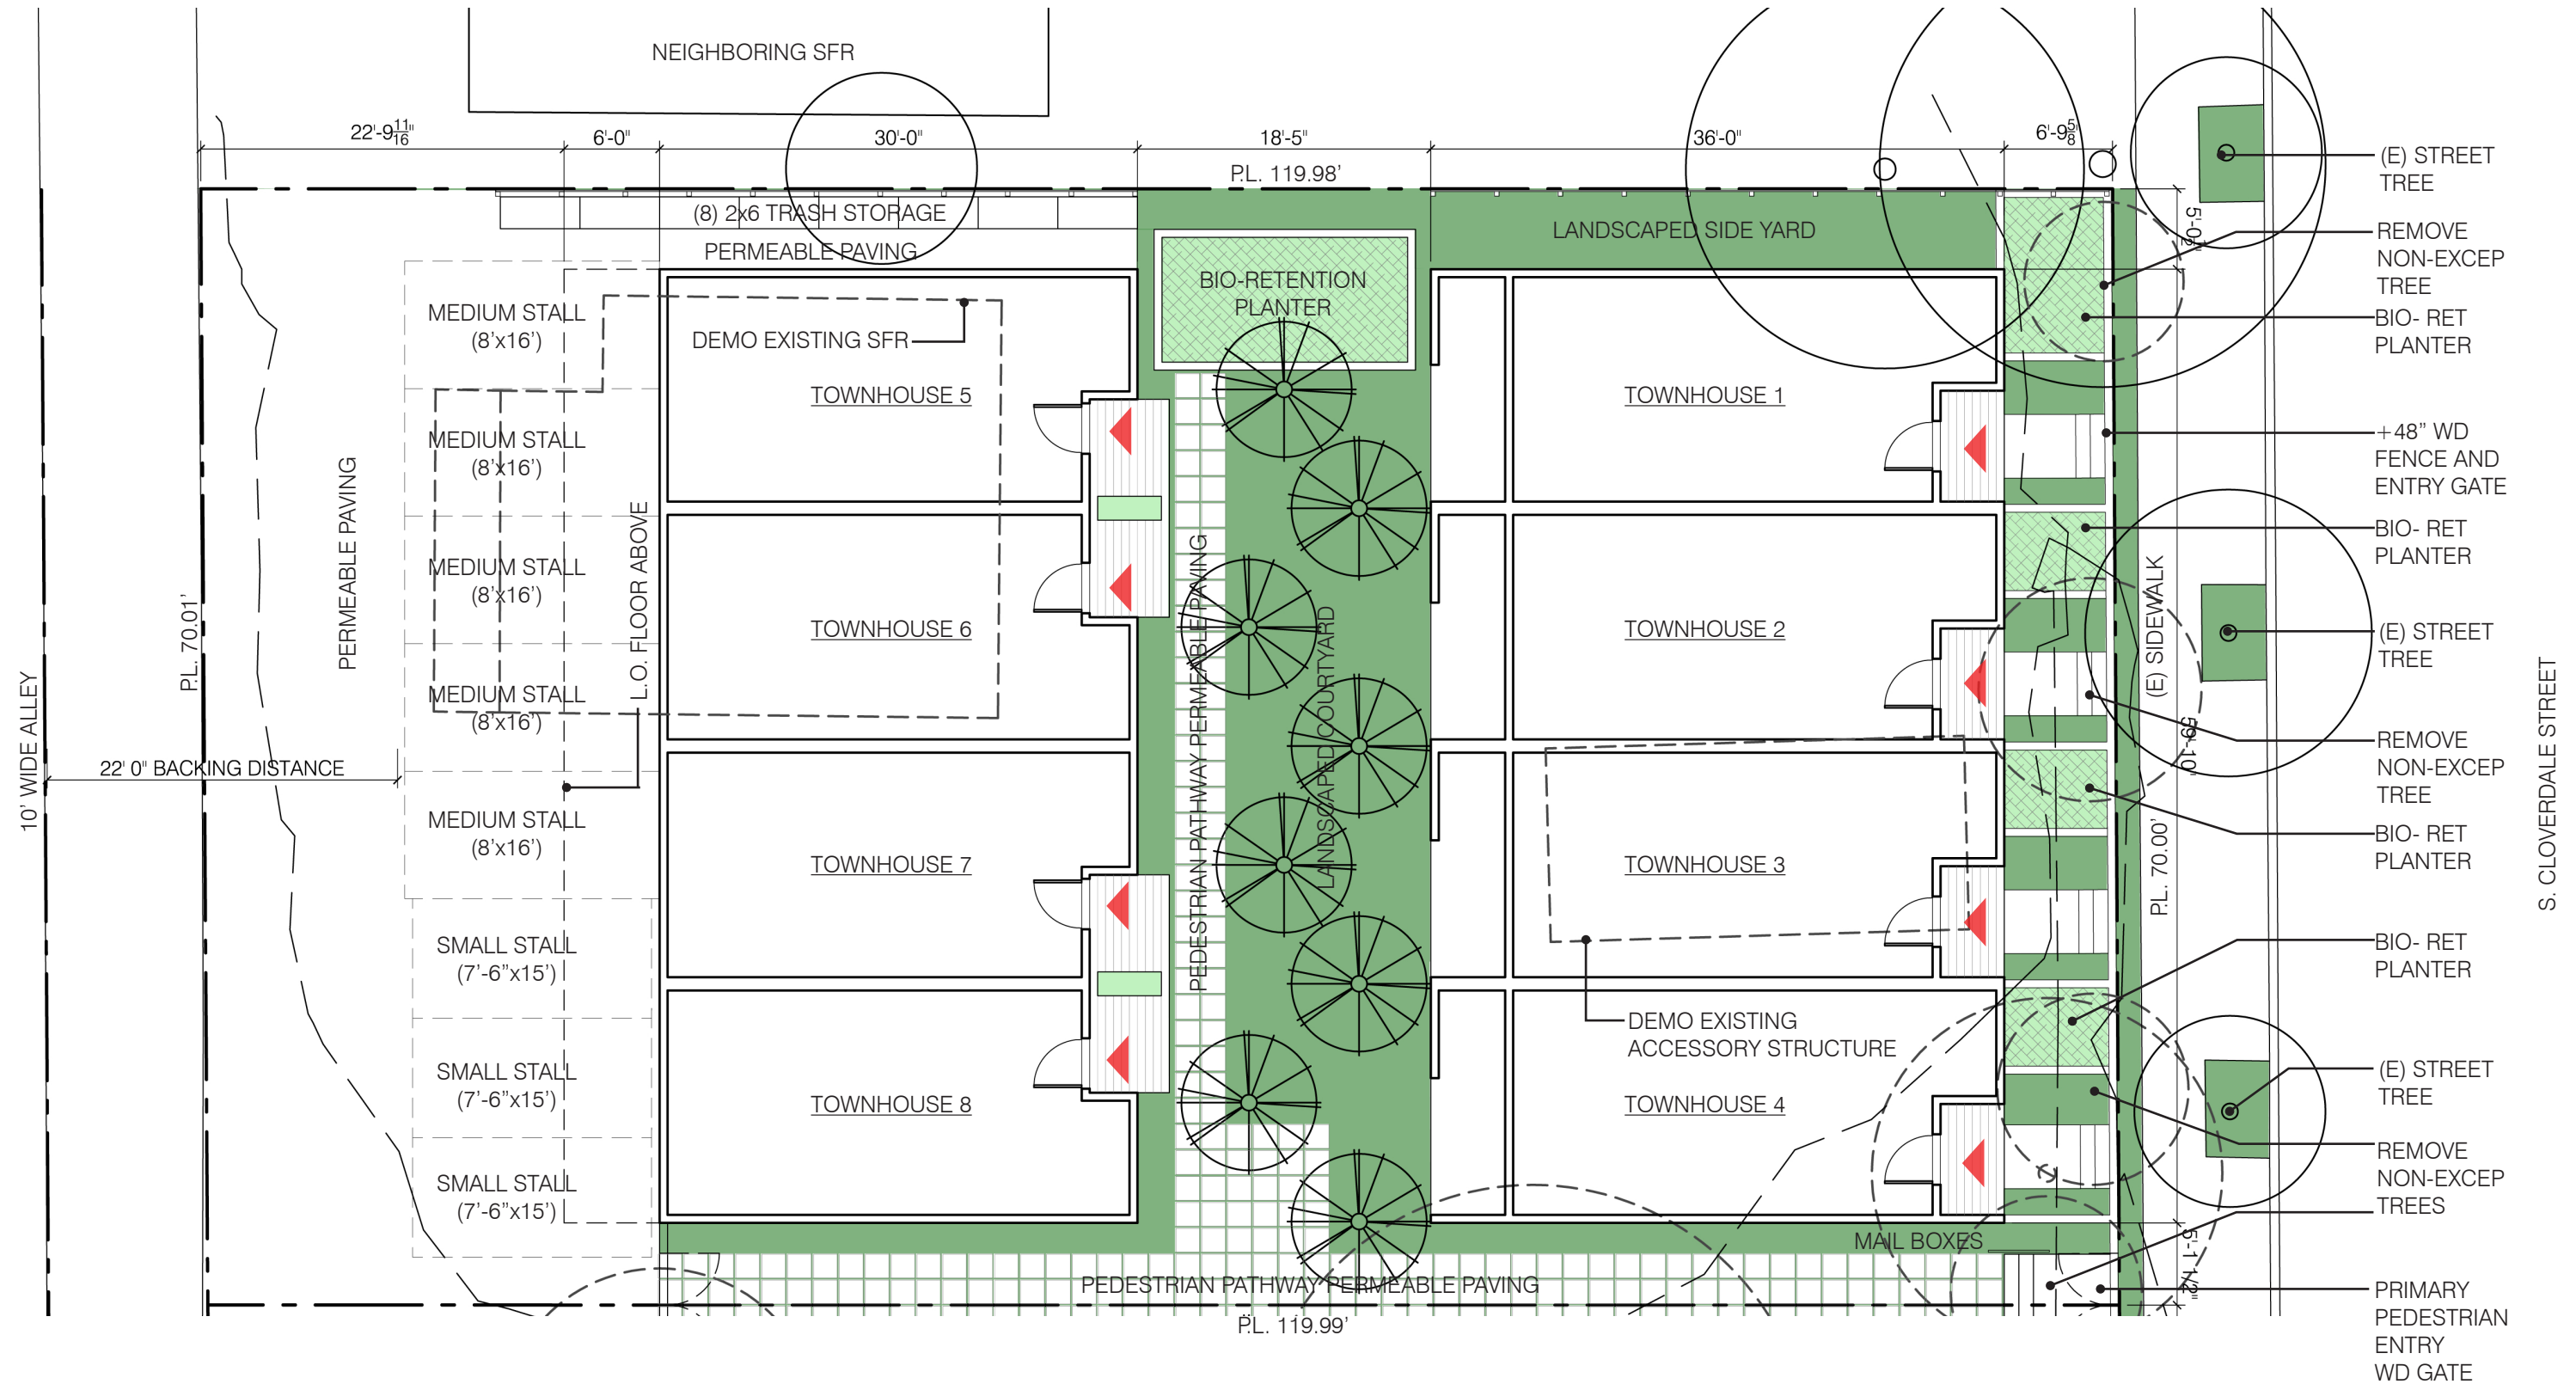 NEIGHBORING SFR
22'-9 11/16"
6'-0"
30'-0"
18'-5"
36'-0"
6'-9 5/8"
P.L. 119.98'
(8) 2x6 TRASH STORAGE
PERMEABLE PAVING
LANDSCAPED SIDE YARD
BIO-RETENTION
PLANTER
MEDIUM STALL
(8'x16')
DEMO EXISTING SFR
TOWNHOUSE 5
TOWNHOUSE 1
MEDIUM STALL
(8'x16')
MEDIUM STALL
(8'x16')
TOWNHOUSE 6
TOWNHOUSE 2
MEDIUM STALL
(8'x16')
22' 0" BACKING DISTANCE
MEDIUM STALL
(8'x16')
TOWNHOUSE 7
TOWNHOUSE 3
SMALL STALL
(7'-6"x15')
DEMO EXISTING
ACCESSORY STRUCTURE
SMALL STALL
(7'-6"x15')
TOWNHOUSE 8
TOWNHOUSE 4
SMALL STALL
(7'-6"x15')
MAIL BOXES
PEDESTRIAN PATHWAY PERMEABLE PAVING
P.L. 119.99'
10' WIDE ALLEY
P.L. 70.01'
PERMEABLE PAVING
L.O. FLOOR ABOVE
PEDESTRIAN PATHWAY PERMEABLE PAVING
LANDSCAPED COURTYARD
(E) SIDEWALK
P.L. 70.00'
59'-10"
5'-1 1/2"
S. CLOVERDALE STREET
(E) STREET
TREE
REMOVE
NON-EXCEP
TREE
BIO- RET
PLANTER
+48" WD
FENCE AND
ENTRY GATE
BIO- RET
PLANTER
(E) STREET
TREE
REMOVE
NON-EXCEP
TREE
BIO- RET
PLANTER
BIO- RET
PLANTER
(E) STREET
TREE
REMOVE
NON-EXCEP
TREES
PRIMARY
PEDESTRIAN
ENTRY
WD GATE